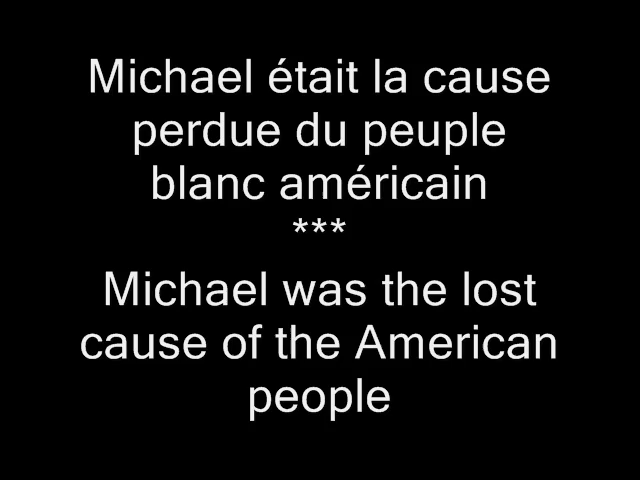 Michael était la cause
perdue du peuple
blanc américain
***
Michael was the lost
cause of the American
people